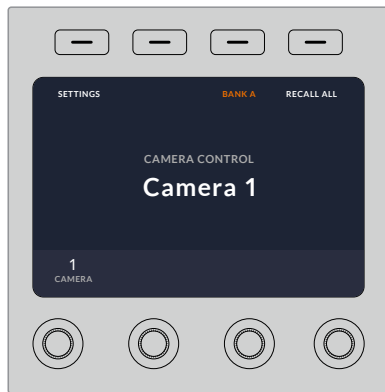 SETTINGS BANK A RECALL ALL
CAMERA CONTROL
Camera 1
1
CAMERA